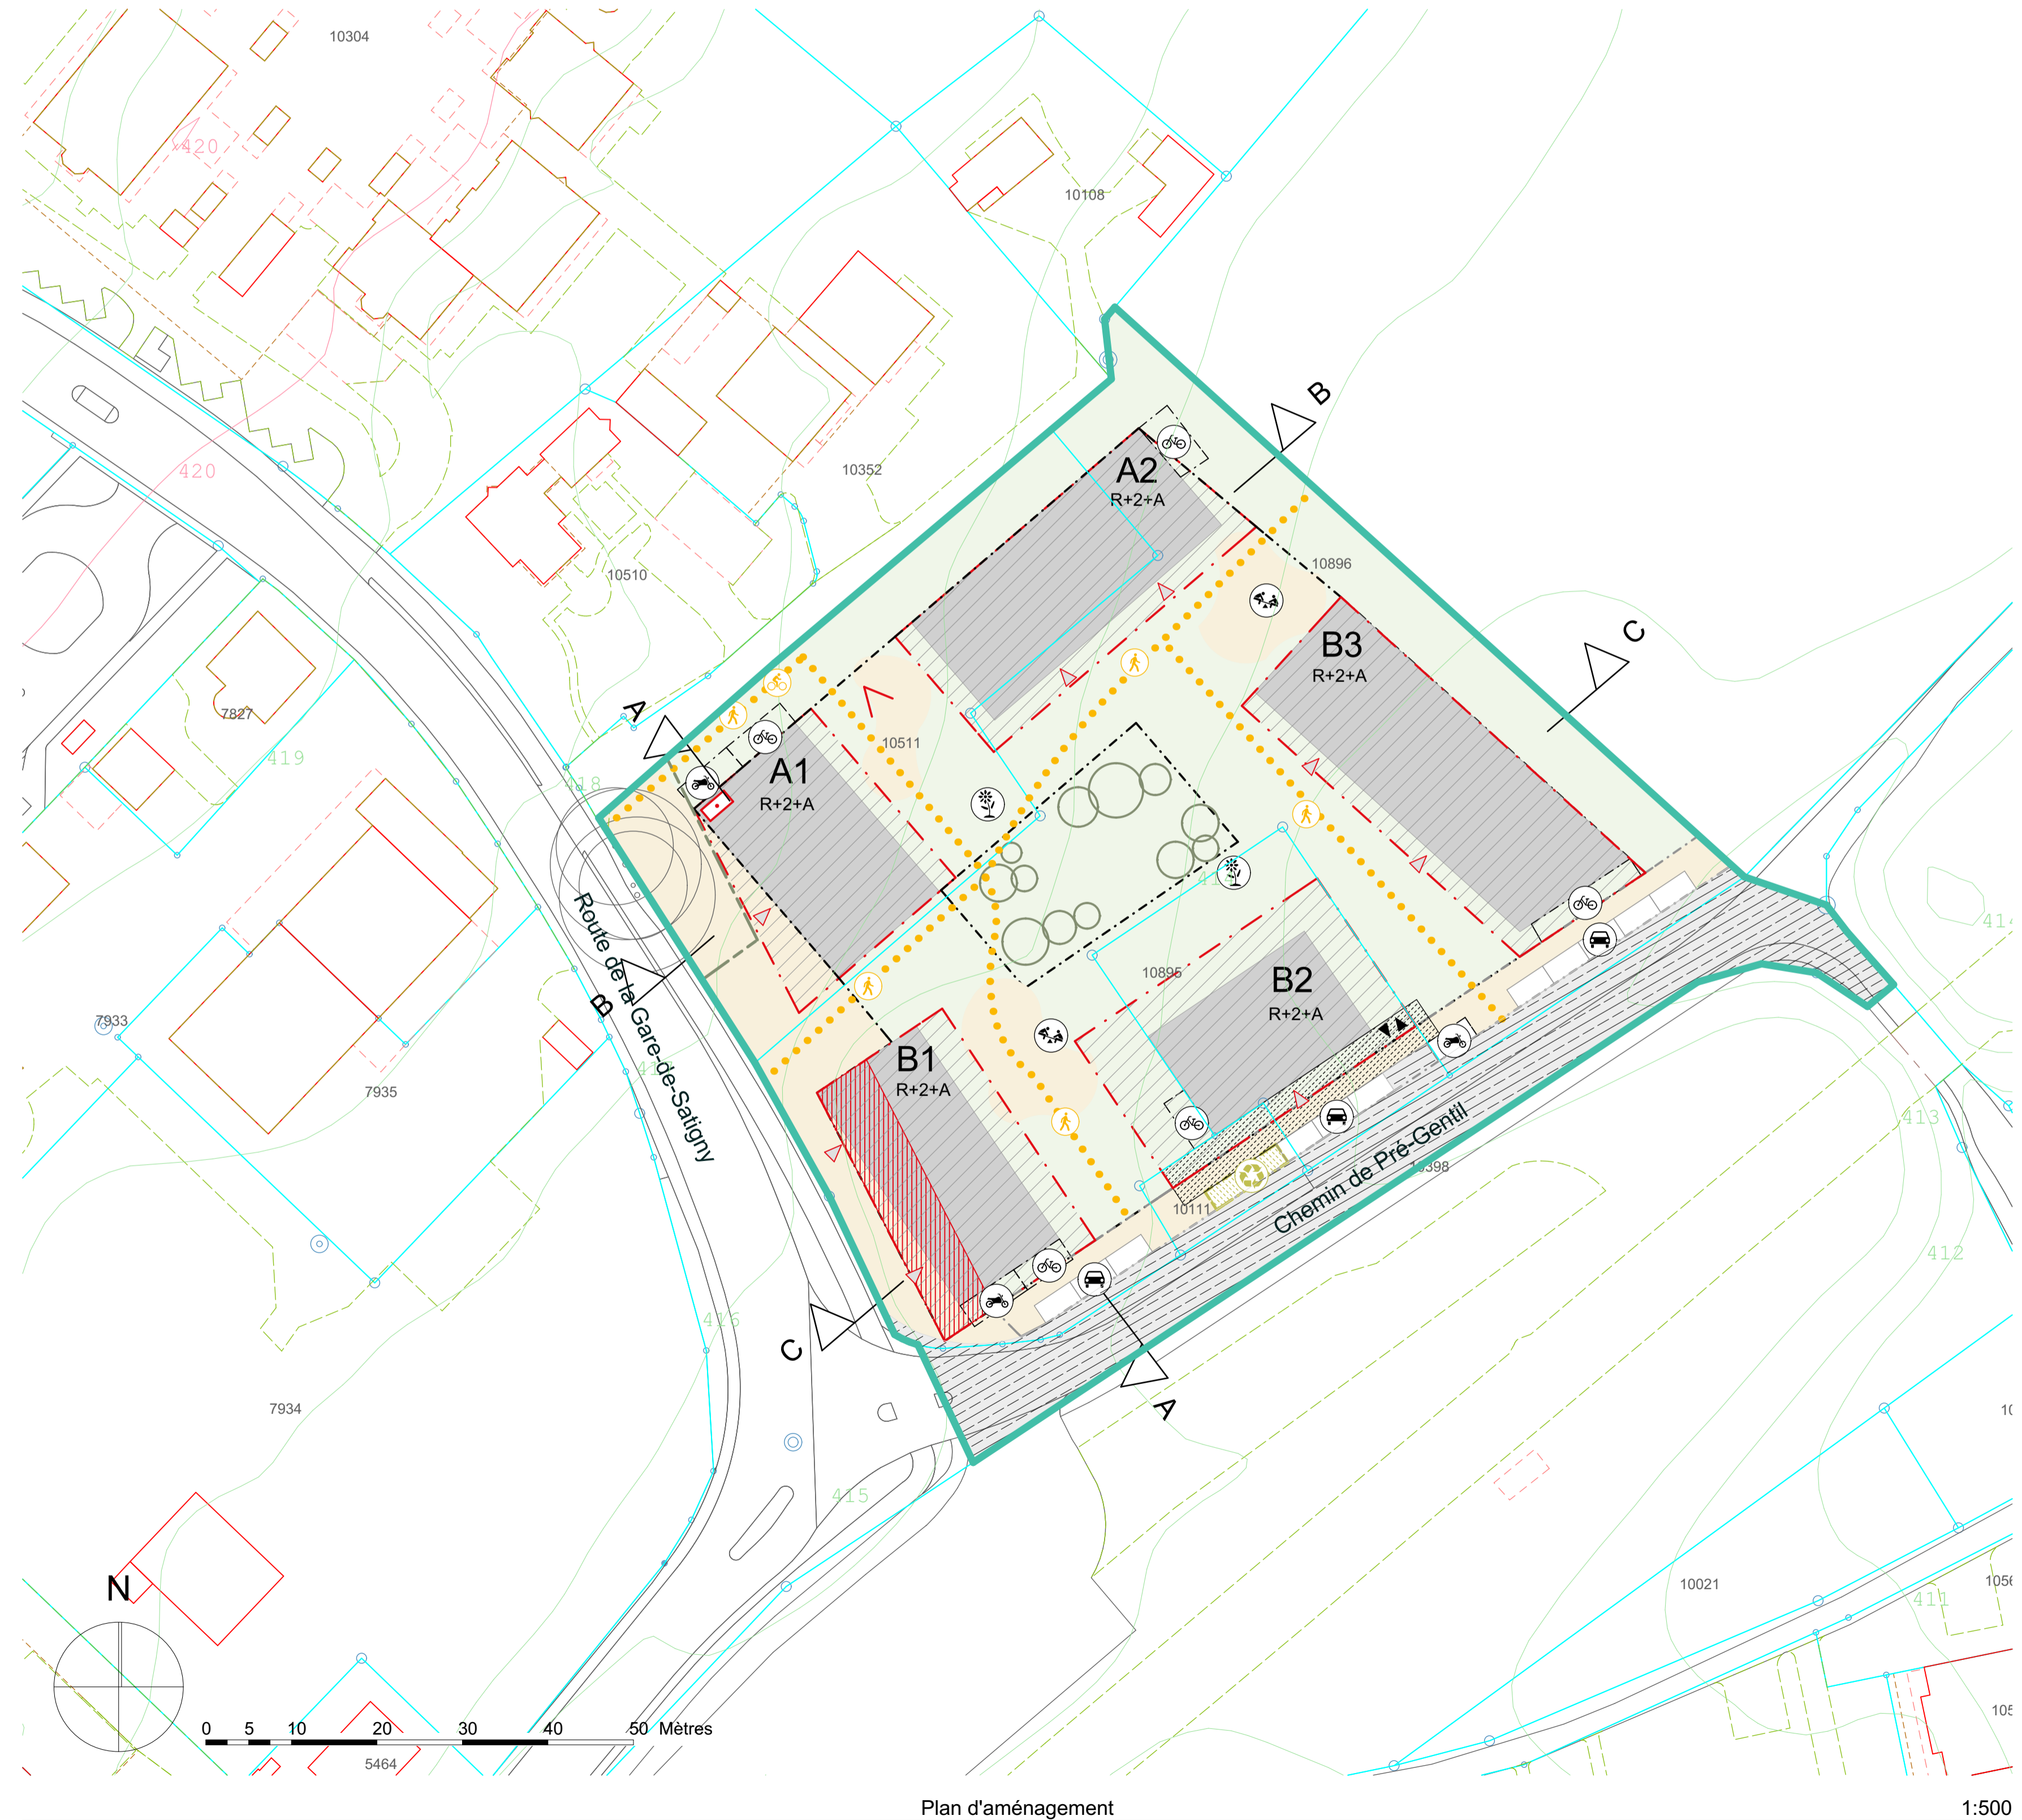 10304
420
10108
B
A2
R+2+A
420
10352
10896
10510
C
B3
R+2+A
A
7827
10511
419
418
A1
R+2+A
414
Route de la Gare-de-Satigny
B
10895
B2
R+2+A
7933
B1
R+2+A
7935
413
Chemin de Pré-Gentil
10111
412
416
C
A
7934
415
N
10021
411
0 5 10 20 30 40 50 Mètres
5464
Plan d'aménagement
1:500